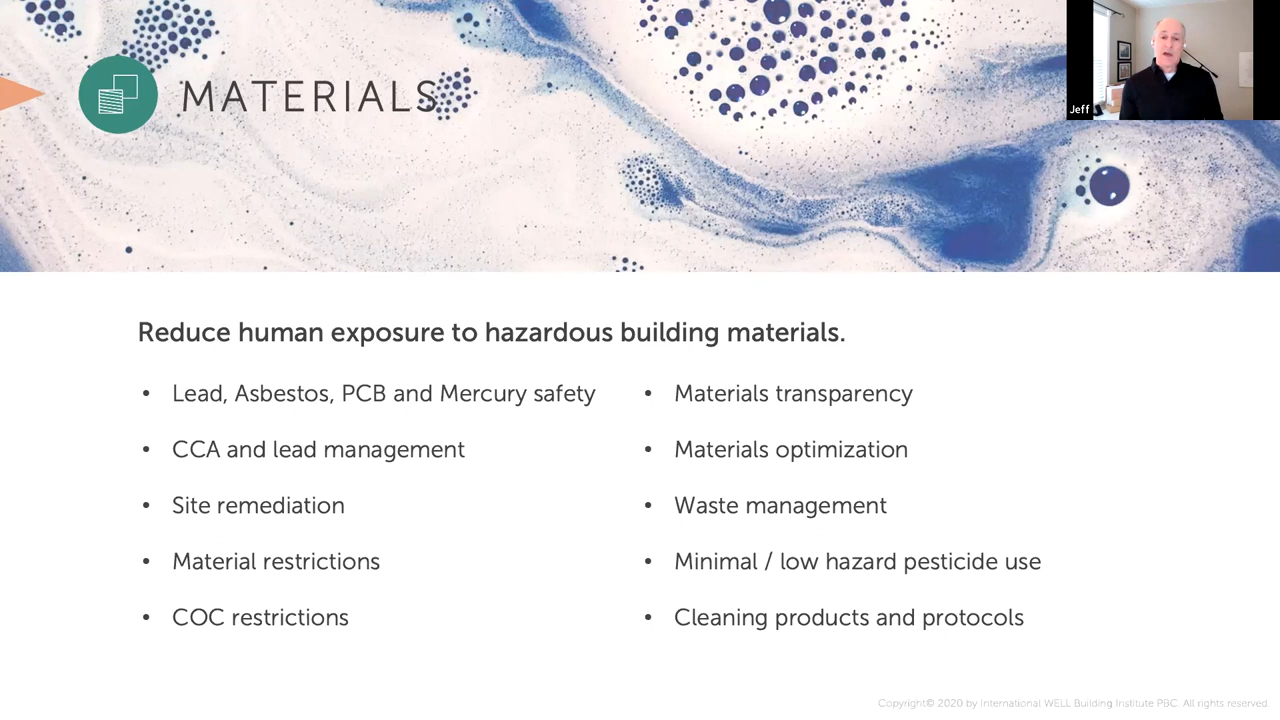 MATERIALS
Jeff
Reduce human exposure to hazardous building materials.
• Lead, Asbestos, PCB and Mercury safety
• CCA and lead management
• Site remediation
• Material restrictions
• COC restrictions
• Materials transparency
• Materials optimization
• Waste management
• Minimal / low hazard pesticide use
• Cleaning products and protocols
Copyright© 2020 by International WELL Building Institute PBC. All rights reserved.